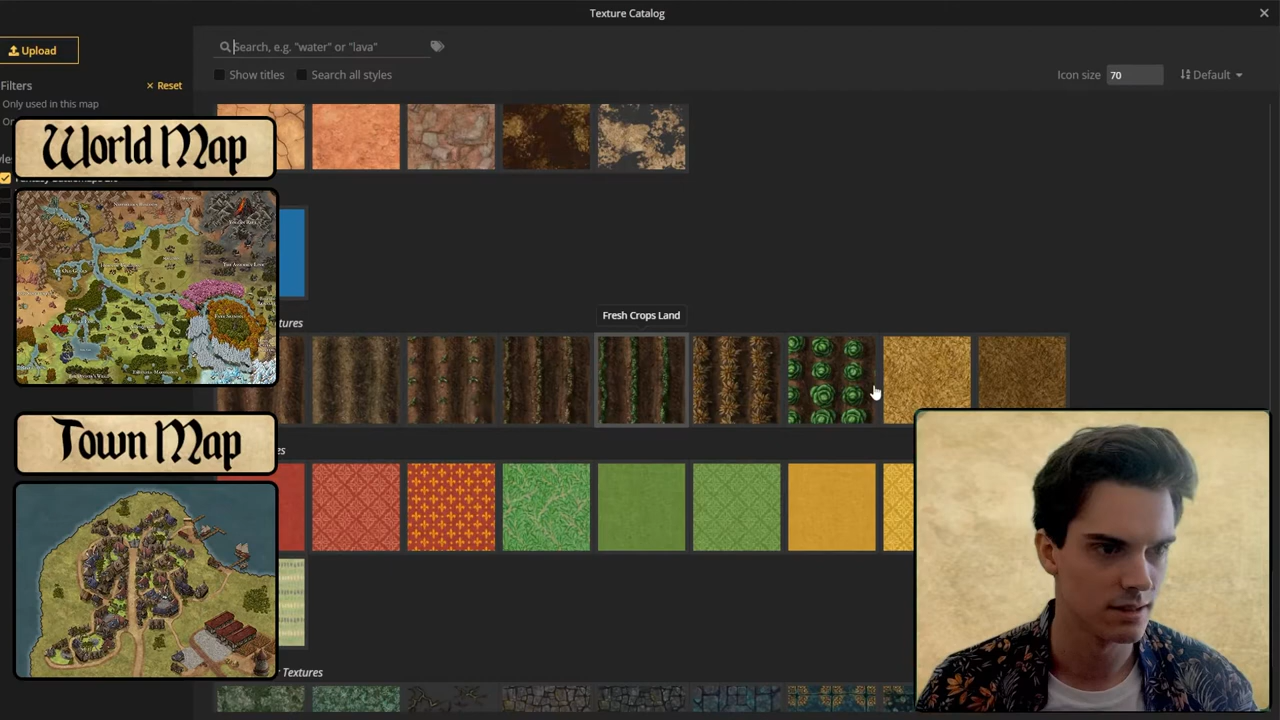 Texture Catalog
Upload
Search, e.g. "water" or "lava"
Filters
Reset
Show titles
Search all styles
Icon size
70
Default
Only used in this map
World Map
Fresh Crops Land
Town Map
Textures